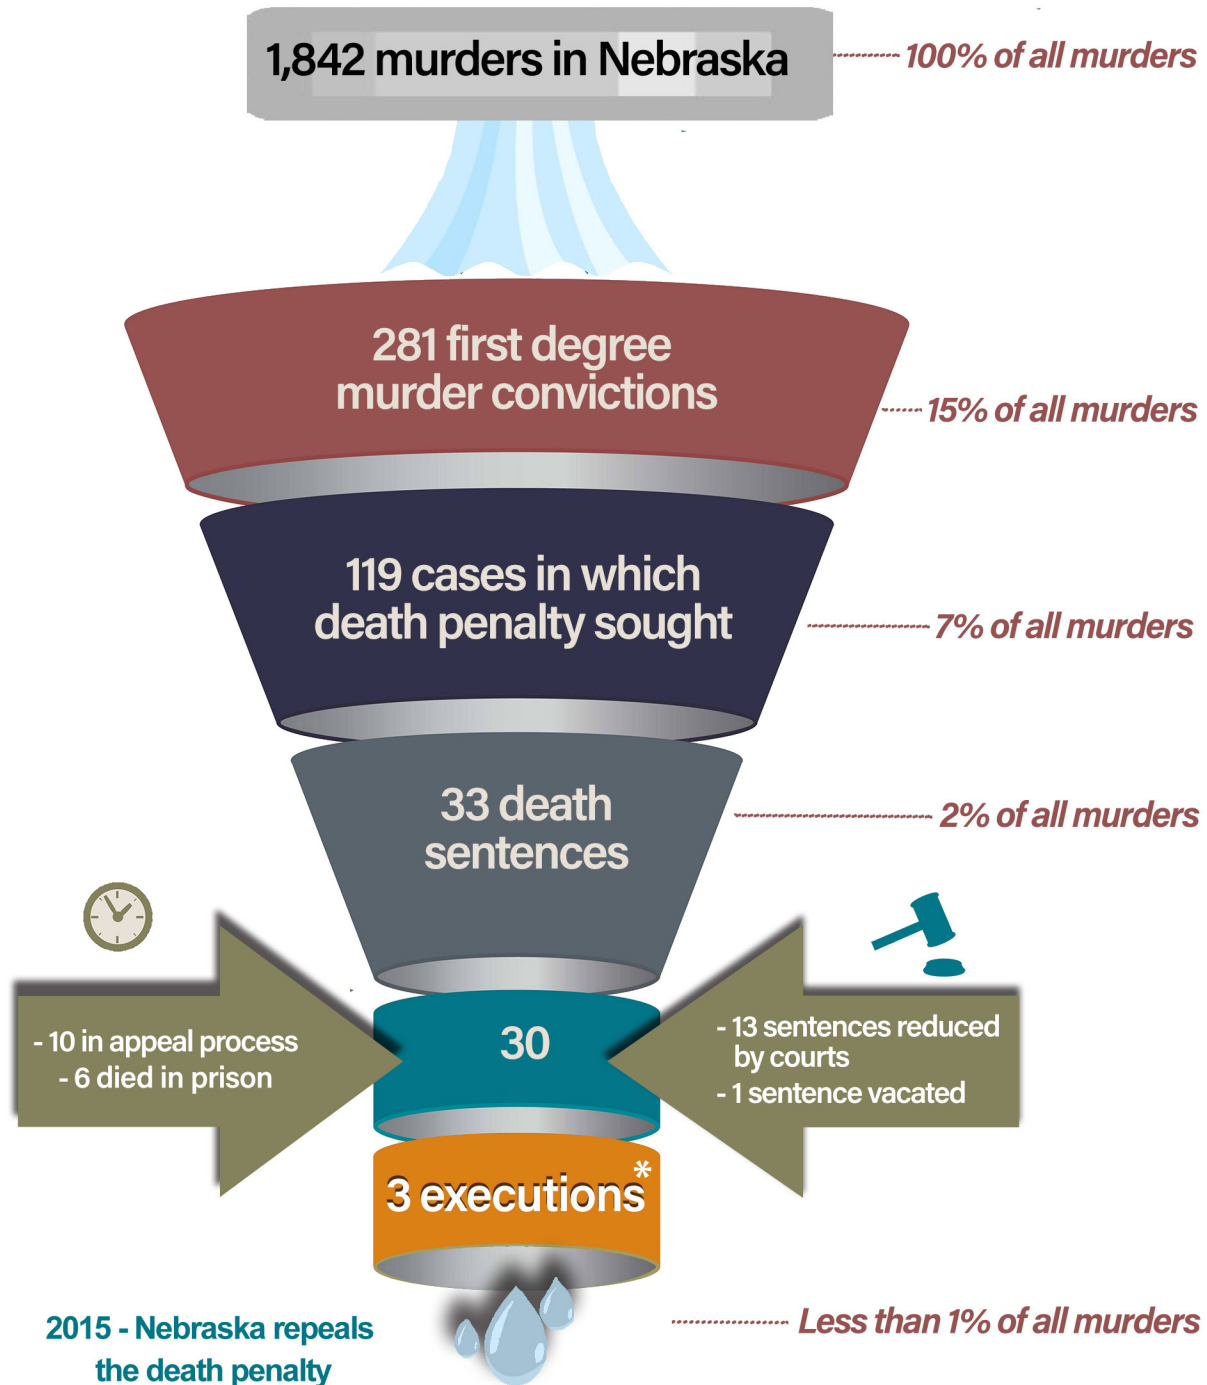 1,842 murders in Nebraska
100% of all murders
281 first degree
murder convictions
15% of all murders
119 cases in which
death penalty sought
7% of all murders
33 death
sentences
2% of all murders
- 10 in appeal process
- 6 died in prison
30
- 13 sentences reduced
by courts
- 1 sentence vacated
3 executions*
Less than 1% of all murders
2015 - Nebraska repeals
the death penalty